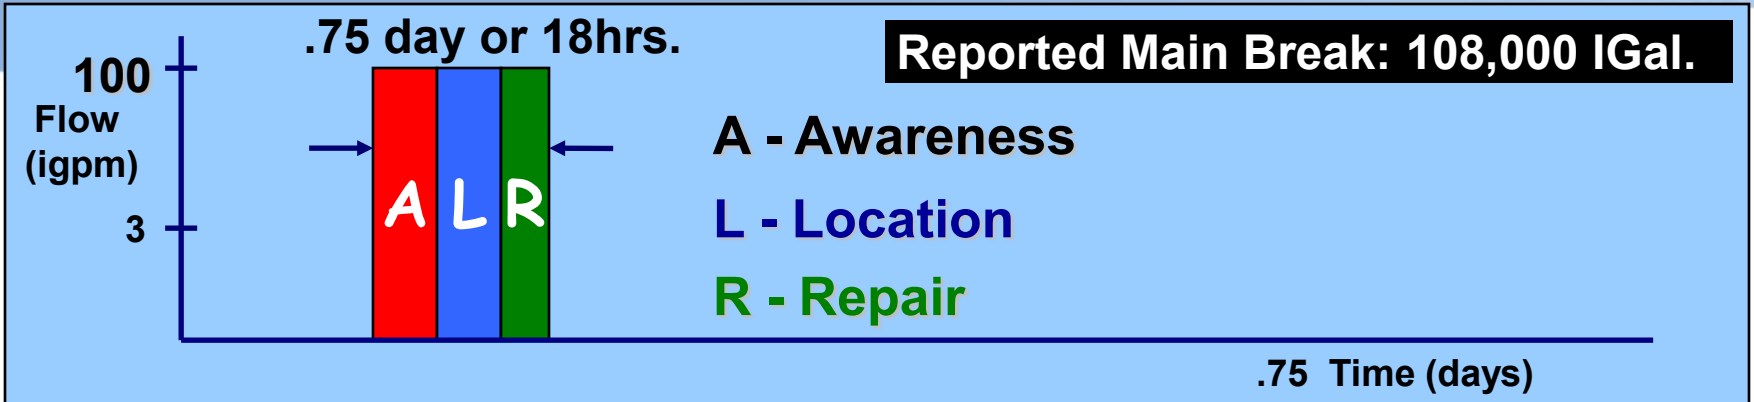 .75 day or 18hrs.
Reported Main Break: 108,000 IGal.
100
Flow
(igpm)
3
A L R
A - Awareness
L - Location
R - Repair
.75 Time (days)